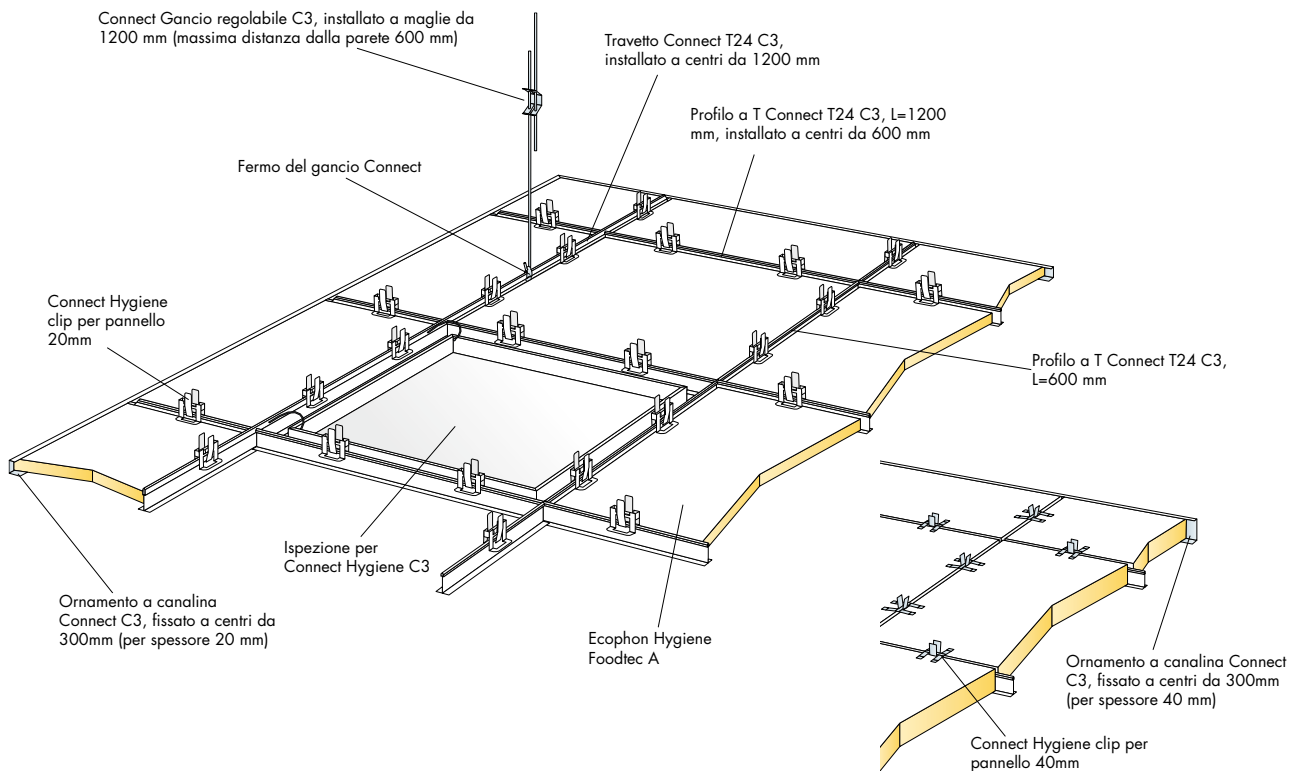 Connect Gancio regolabile C3, installato a maglie da
1200 mm (massima distanza dalla parete 600 mm)
Travetto Connect T24 C3,
installato a centri da 1200 mm
Profilo a T Connect T24 C3, L=1200
mm, installato a centri da 600 mm
Fermo del gancio Connect
Connect Hygiene
clip per pannello
20mm
Profilo a T Connect T24 C3,
L=600 mm
Ispezione per
Connect Hygiene C3
Ornamento a canalina
Connect C3, fissato a centri da
300mm (per spessore 20 mm)
Ecophon Hygiene
Foodtec A
Ornamento a canalina Connect
C3, fissato a centri da 300mm
(per spessore 40 mm)
Connect Hygiene clip per
pannello 40mm